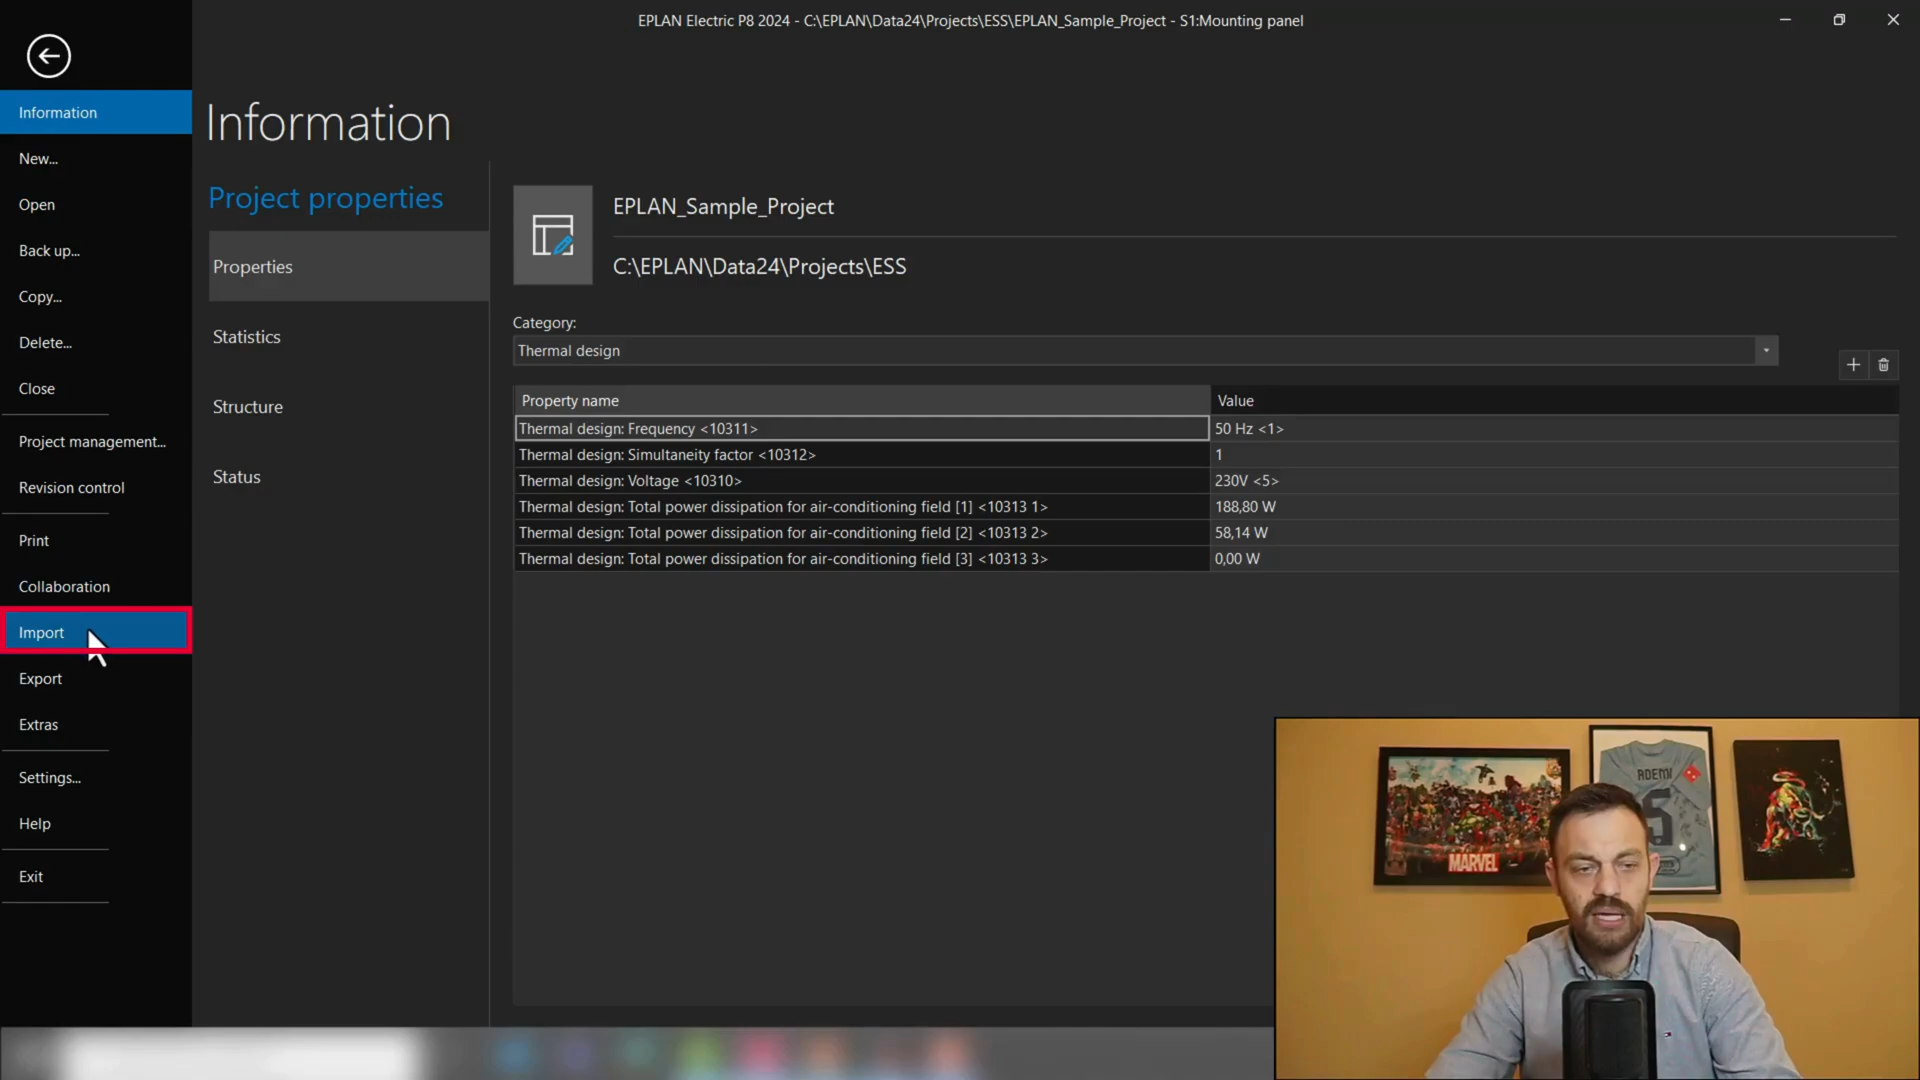 EPLAN Electric P8 2024 - C:\EPLAN\Data24\Projects\ESS\EPLAN_Sample_Project - S1:Mounting panel
Information
New...
Open
Back up...
Copy...
Delete...
Close
Project management...
Revision control
Print
Collaboration
Import
Export
Extras
Settings...
Help
Exit
Information
Project properties
Properties
Statistics
Structure
Status
EPLAN_Sample_Project
C:\EPLAN\Data24\Projects\ESS
Category:
Thermal design
Property name Value
Thermal design: Frequency <10311> 50 Hz <1>
Thermal design: Simultaneity factor <10312> 1
Thermal design: Voltage <10310> 230V <5>
Thermal design: Total power dissipation for air-conditioning field [1] <10313 1> 188,80 W
Thermal design: Total power dissipation for air-conditioning field [2] <10313 2> 58,14 W
Thermal design: Total power dissipation for air-conditioning field [3] <10313 3> 0,00 W
MARVEL
ADEMI
5